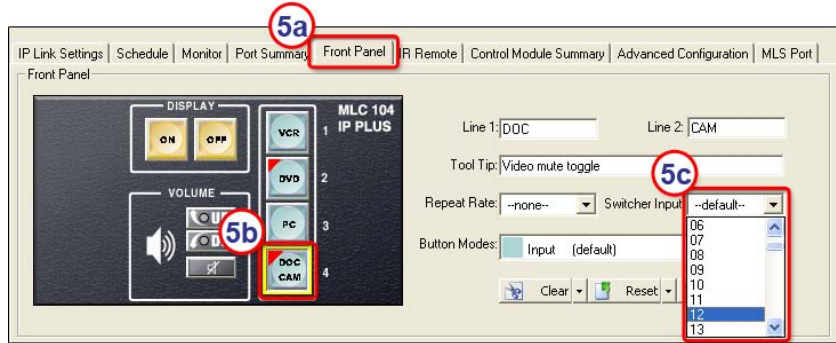 5a
IP Link Settings Schedule Monitor Port Summary Front Panel IR Remote Control Module Summary Advanced Configuration MLS Port
Front Panel
DISPLAY
ON OFF
MLC 104
IP PLUS
VCR 1
DVD 2
PC 3
DOC
CAM 4
VOLUME
5b
Line 1: DOC Line 2: CAM
Tool Tip: Video mute toggle
5c
Repeat Rate: --none-- Switcher Input --default--
Button Modes: Input (default)
06
07
08
09
10
11
12
13
Clear Reset